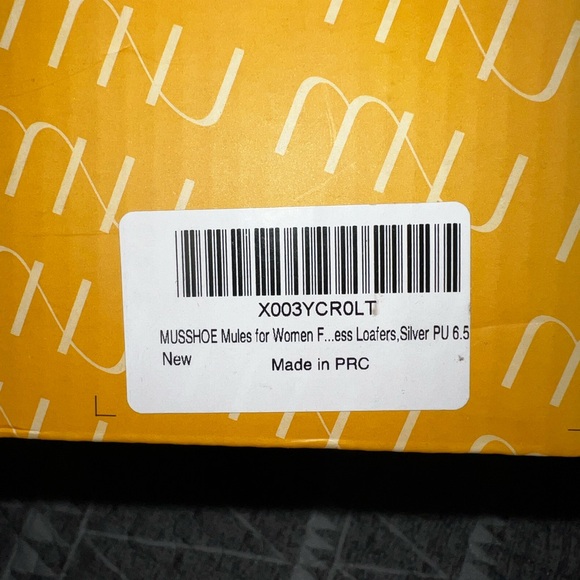 X003YCR0LT
MUSSHOE Mules for Women F...ess Loafers,Silver PU 6.5
New
Made in PRC